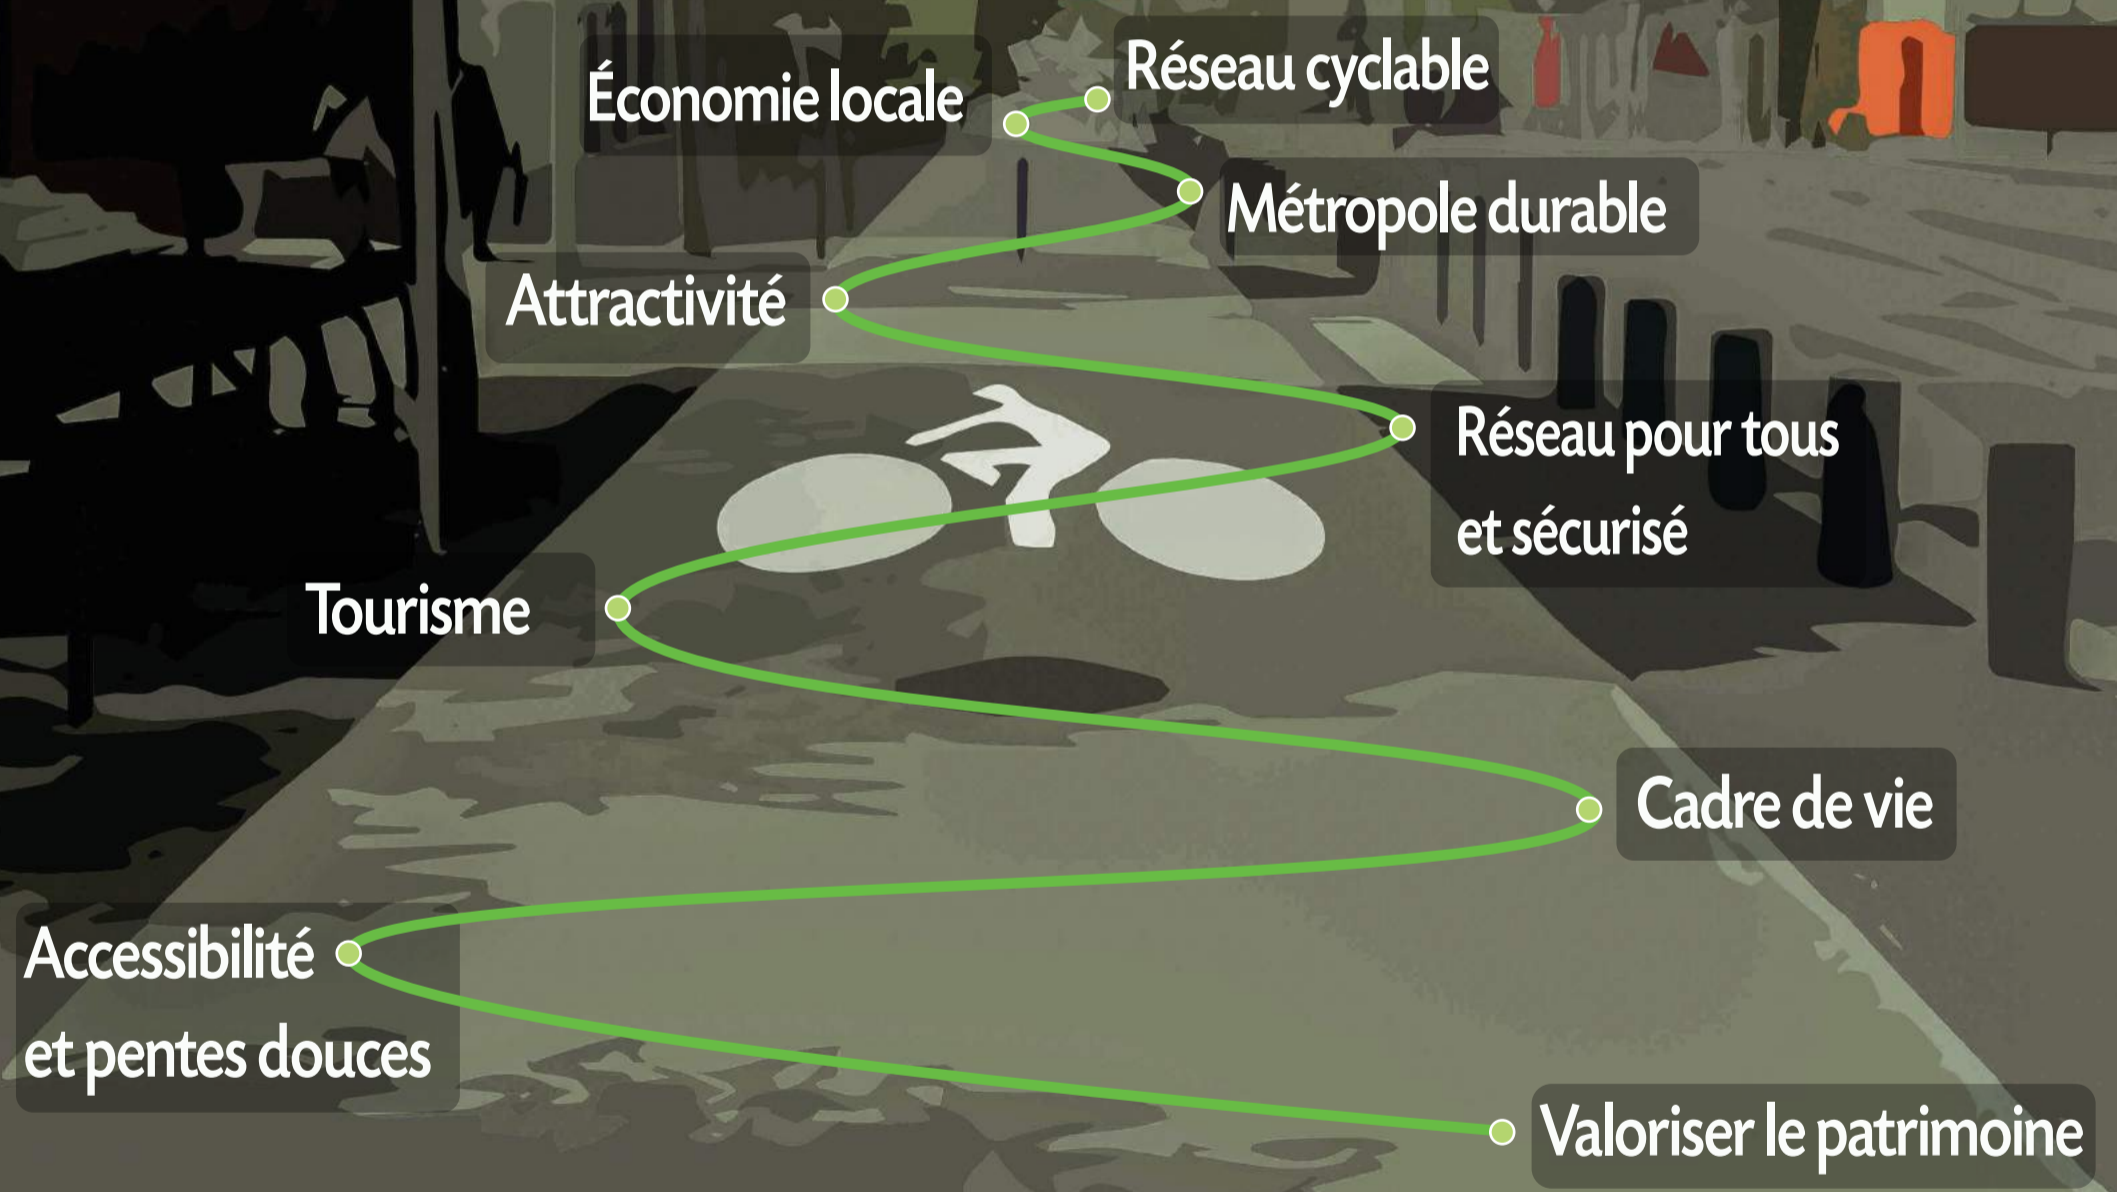 Réseau cyclable
Économie locale
Métropole durable
Attractivité
Réseau pour tous
et sécurisé
Tourisme
Cadre de vie
Accessibilité
et pentes douces
Valoriser le patrimoine